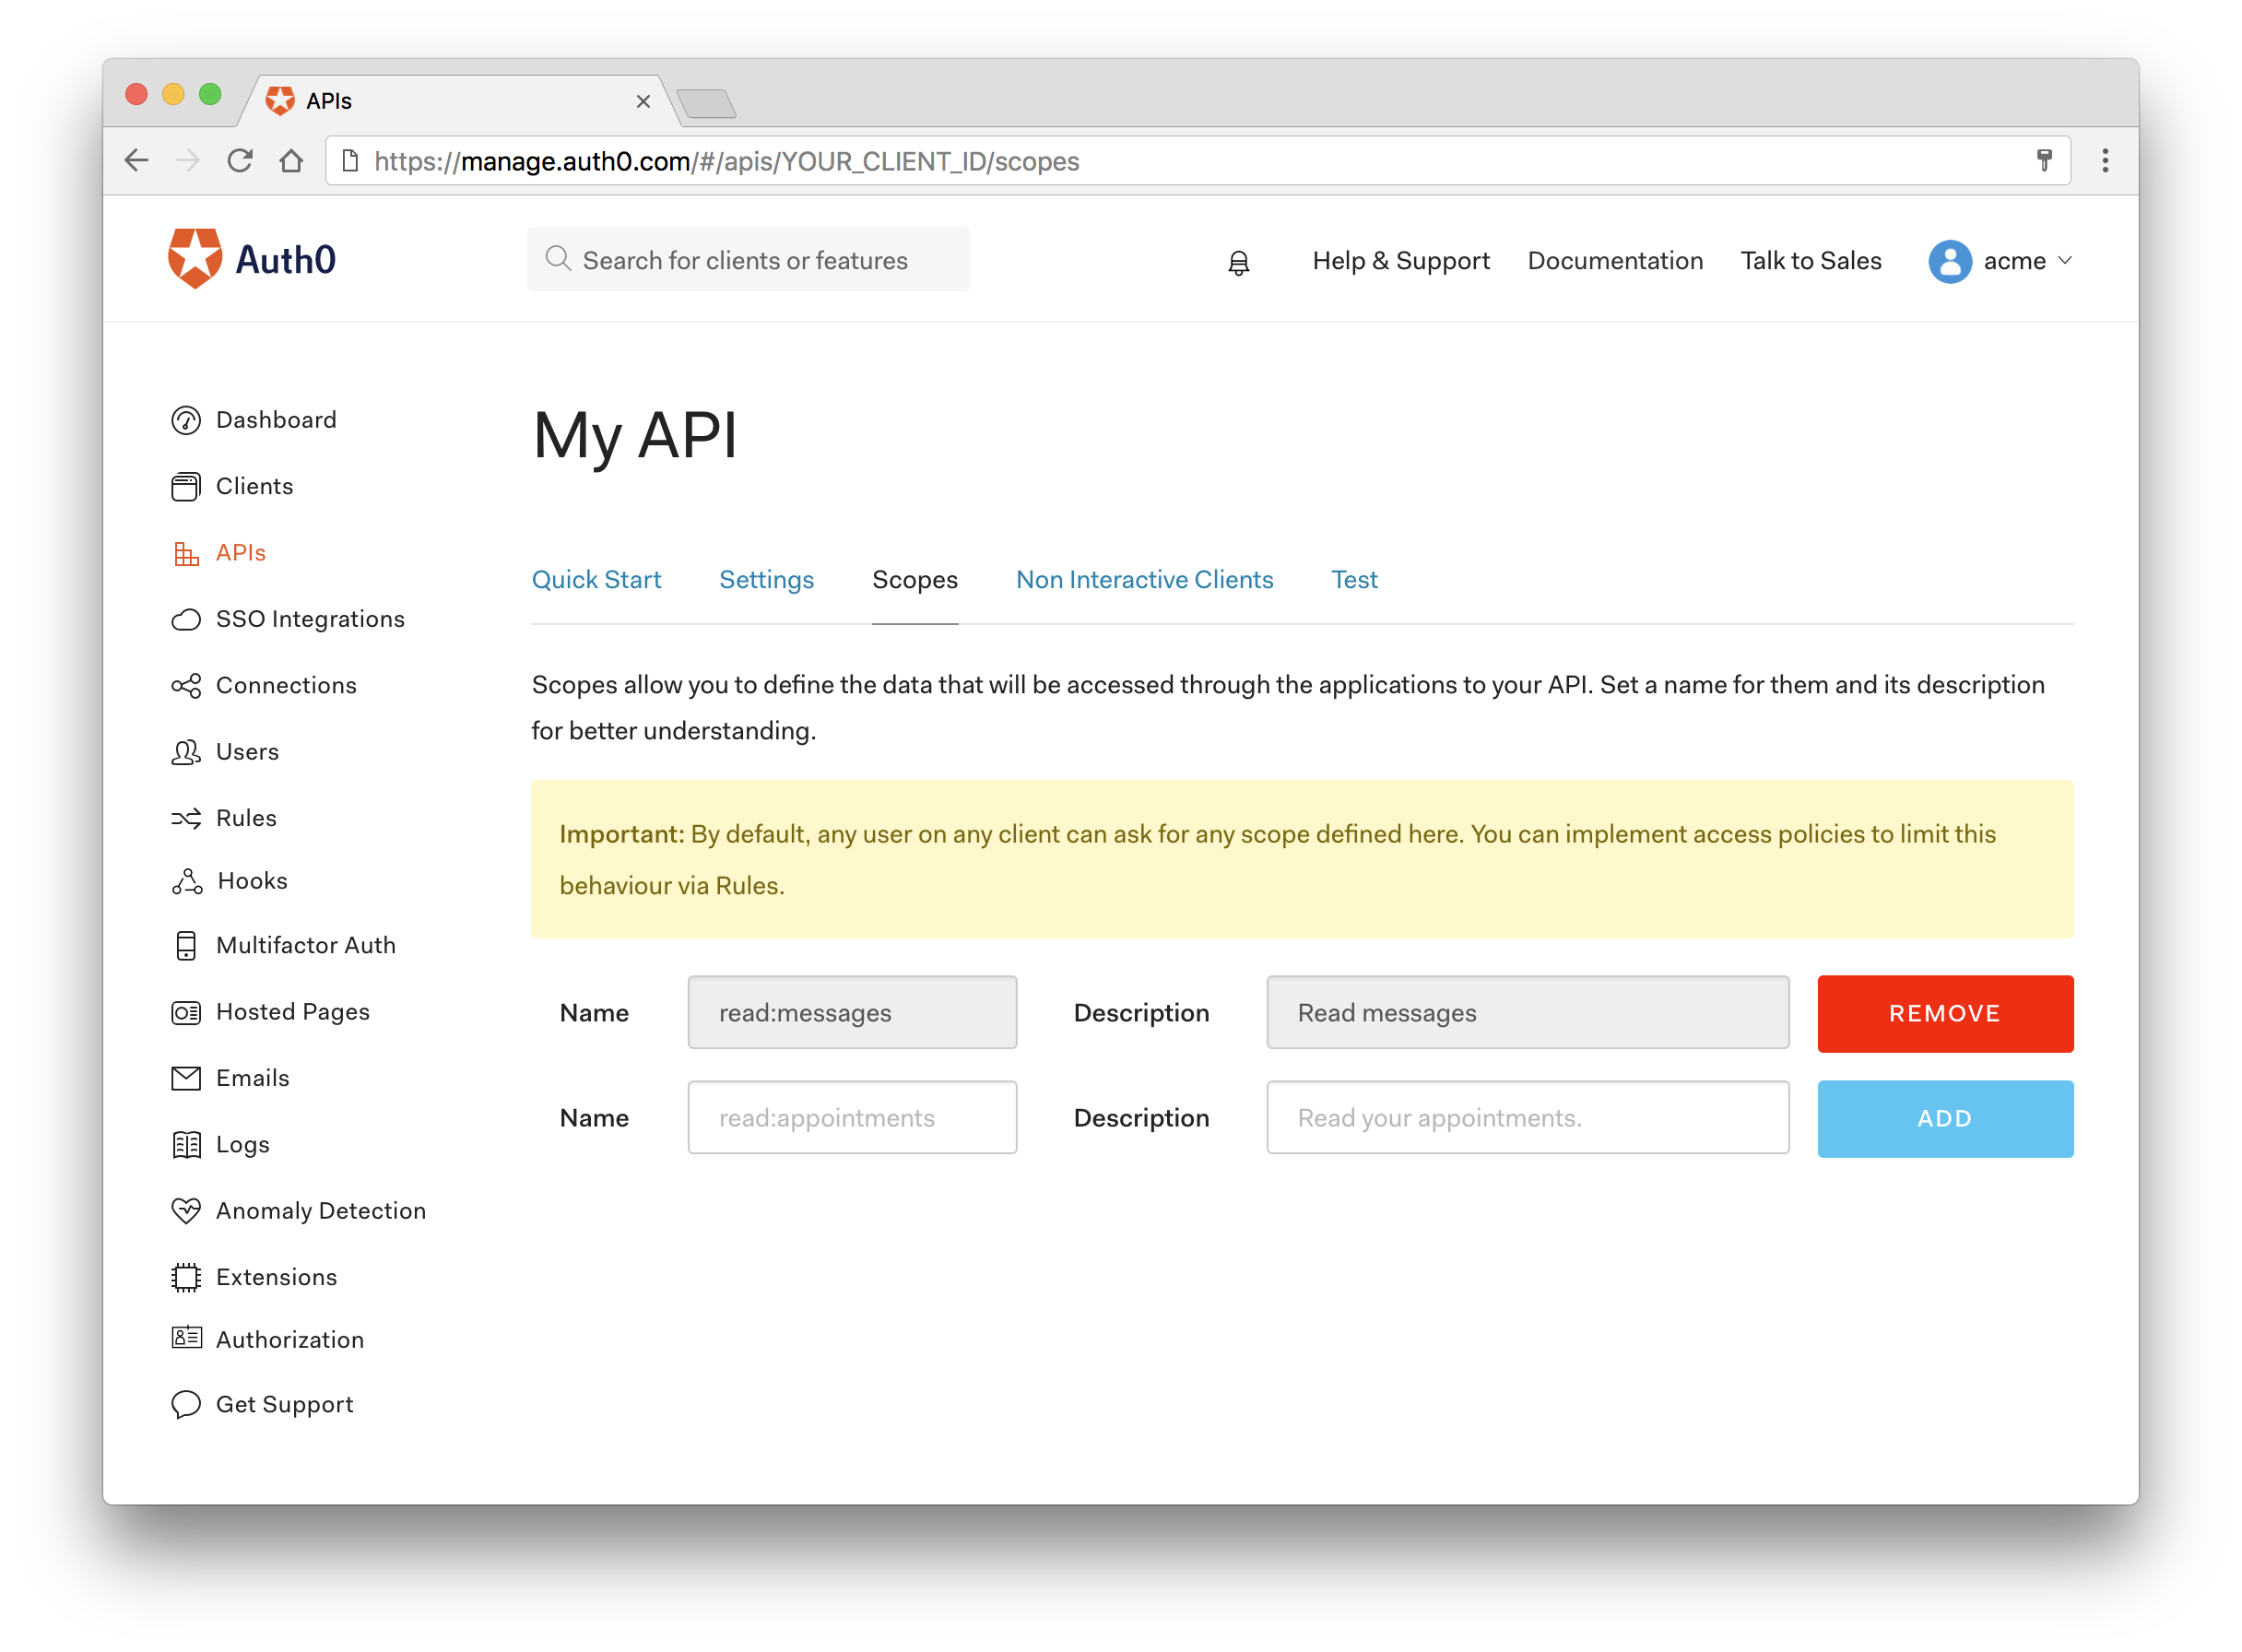 APIs
https://manage.auth0.com/#/apis/YOUR_CLIENT_ID/scopes
Auth0
Search for clients or features
Help & Support
Documentation
Talk to Sales
acme
Dashboard
Clients
APIs
SSO Integrations
Connections
Users
Rules
Hooks
Multifactor Auth
Hosted Pages
Emails
Logs
Anomaly Detection
Extensions
Authorization
Get Support
My API
Quick Start
Settings
Scopes
Non Interactive Clients
Test
Scopes allow you to define the data that will be accessed through the applications to your API. Set a name for them and its description
for better understanding.
Important: By default, any user on any client can ask for any scope defined here. You can implement access policies to limit this
behaviour via Rules.
Name
read:messages
Description
Read messages
REMOVE
Name
read:appointments
Description
Read your appointments.
ADD